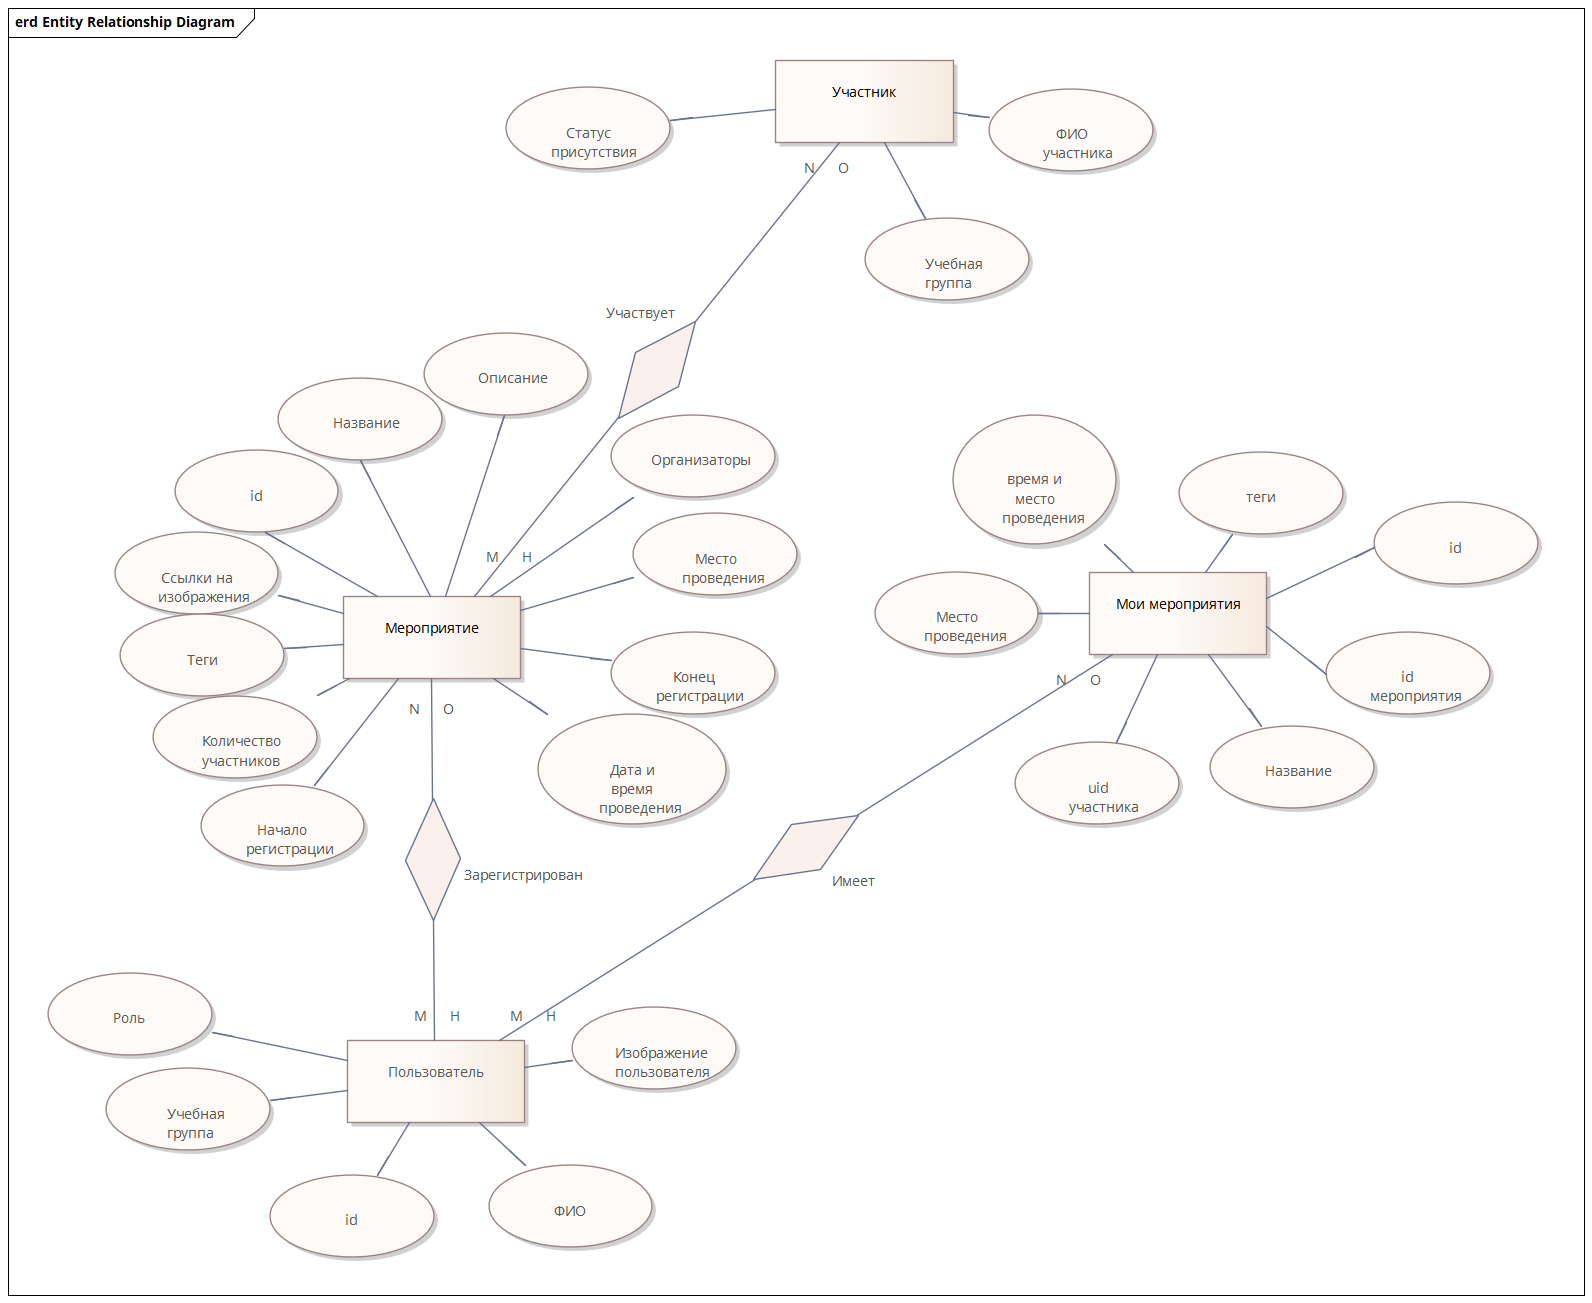 erd Entity Relationship Diagram
Участник
Статус
присутствия
ФИО
участника
N O
Учебная
группа
Участвует
Описание
Название
Организаторы
id
время и
место
проведения
теги
id
M Н
Место
проведения
Ссылки на
изображения
Мероприятие
Мои мероприятия
Место
проведения
Теги
Конец
регистрации
id
мероприятия
N O
N O
Количество
участников
Дата и
время
проведения
uid
участника
Название
Начало
регистрации
Зарегистрирован
Имеет
M Н
M Н
Роль
Изображение
пользователя
Пользователь
Учебная
группа
id
ФИО